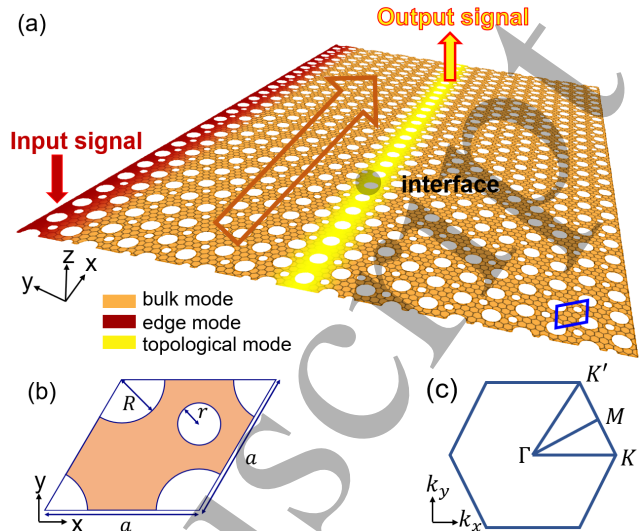 (a)
Output signal
Input signal
interface
z
y
x
bulk mode
edge mode
topological mode
(b)
R
r
a
y
x
a
(c)
K′
M
Γ
K
k_y
k_x